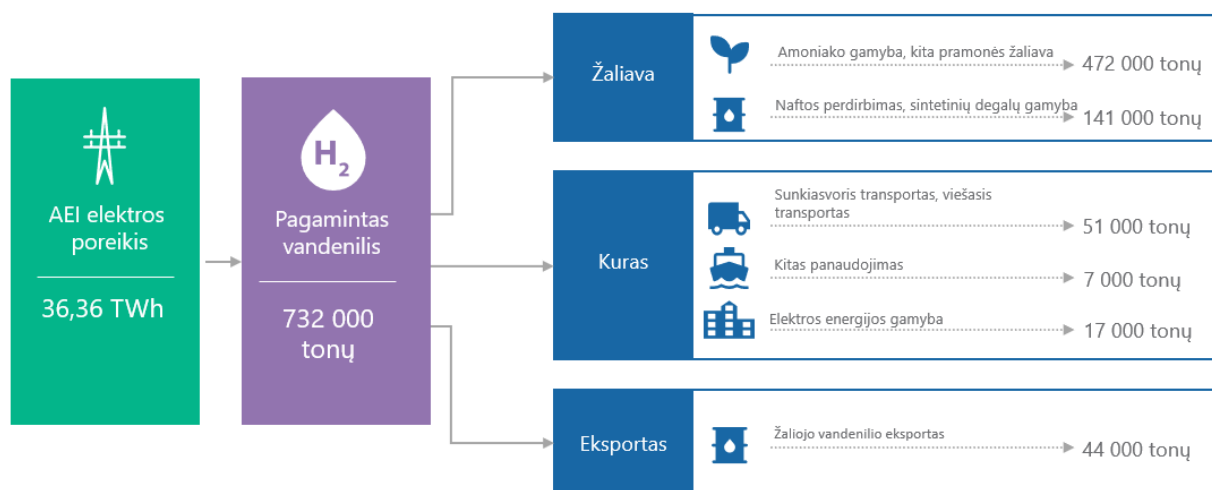 AEI elektros
poreikis
36,36 TWh
H2
Pagamintas
vandenilis
732 000
tonų
Žaliava
Amoniako gamyba, kita pramonės žaliava
472 000 tonų
Naftos perdirbimas, sintetinių degalų gamyba
141 000 tonų
Kuras
Sunkiasvoris transportas, viešasis
transportas
51 000 tonų
Kitas panaudojimas
7 000 tonų
Elektros energijos gamyba
17 000 tonų
Eksportas
Žaliojo vandenilio eksportas
44 000 tonų